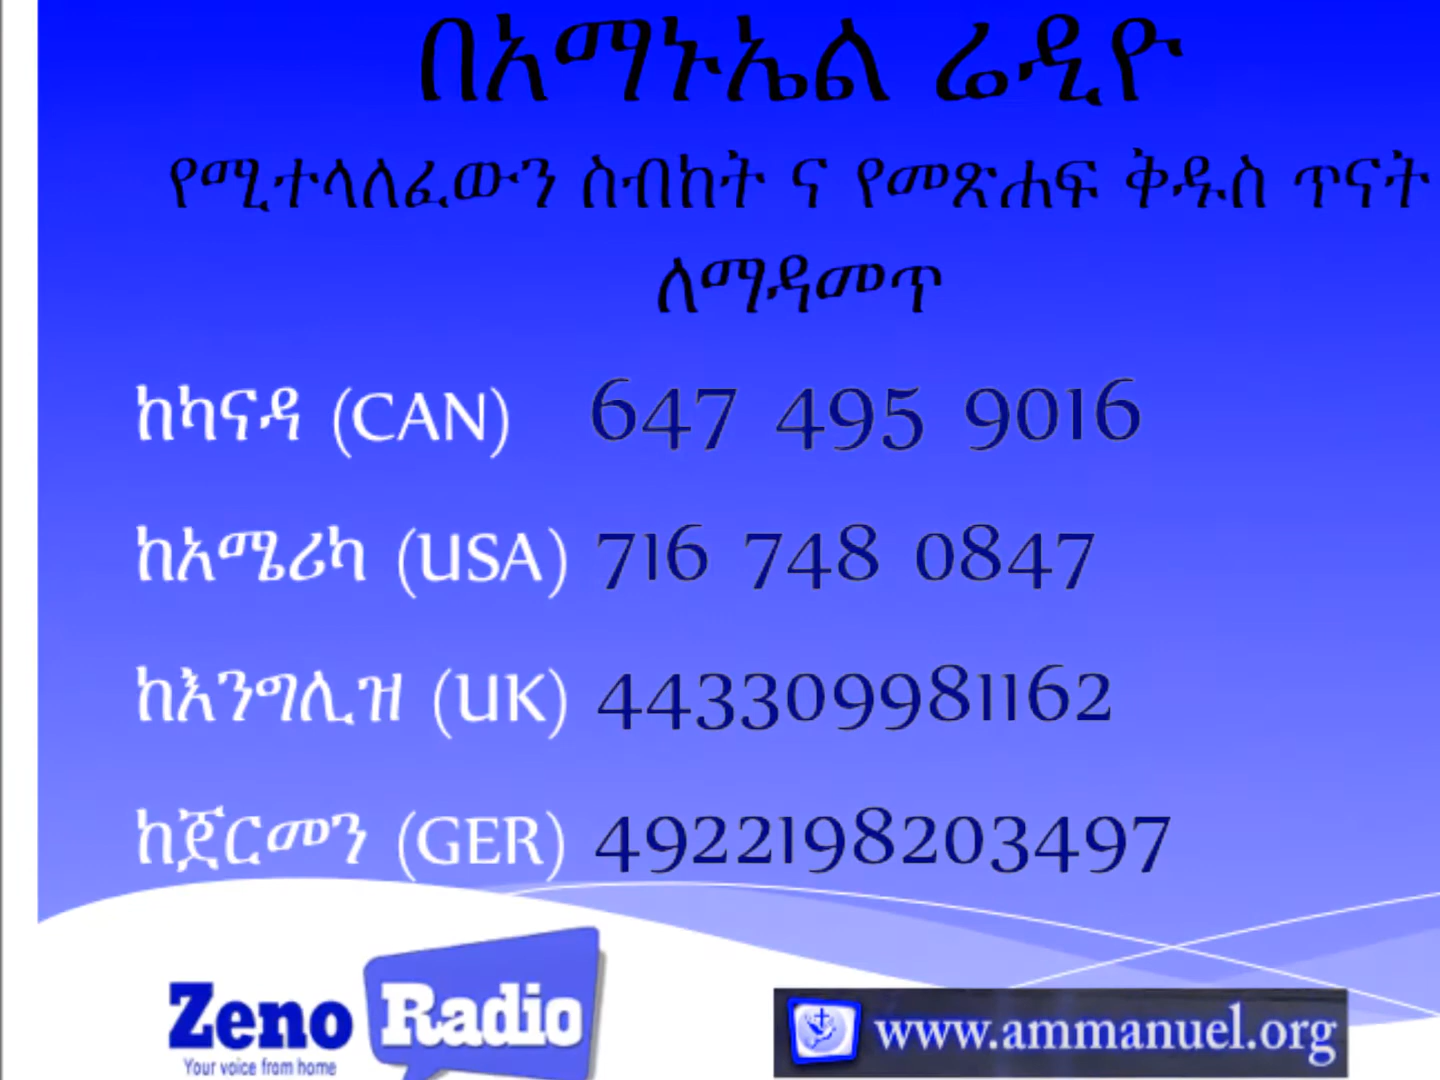 በአማኑኤል ሬዲዮ
የሚተላለፈውን ስብከት ና የመጽሐፍ ቅዱስ ጥናት
ለማዳመጥ
ከካናዳ (CAN) 647 495 9016
ከአሜሪካ (USA) 716 748 0847
ከእንግሊዝ (UK) 443309981162
ከጀርመን (GER) 4922198203497
Zeno Radio
Your voice from home
www.ammanuel.org